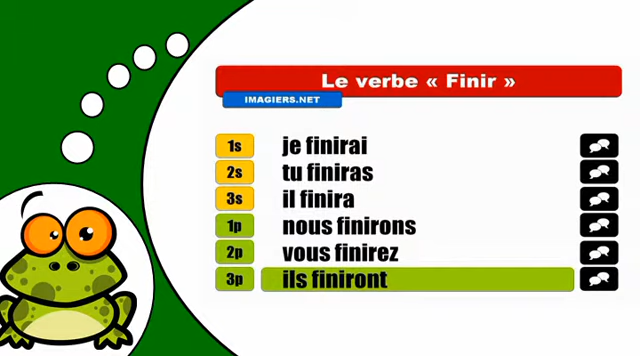 Le verbe « Finir »
IMAGIERS.NET
1s je finirai
2s tu finiras
3s il finira
1p nous finirons
2p vous finirez
3p ils finiront